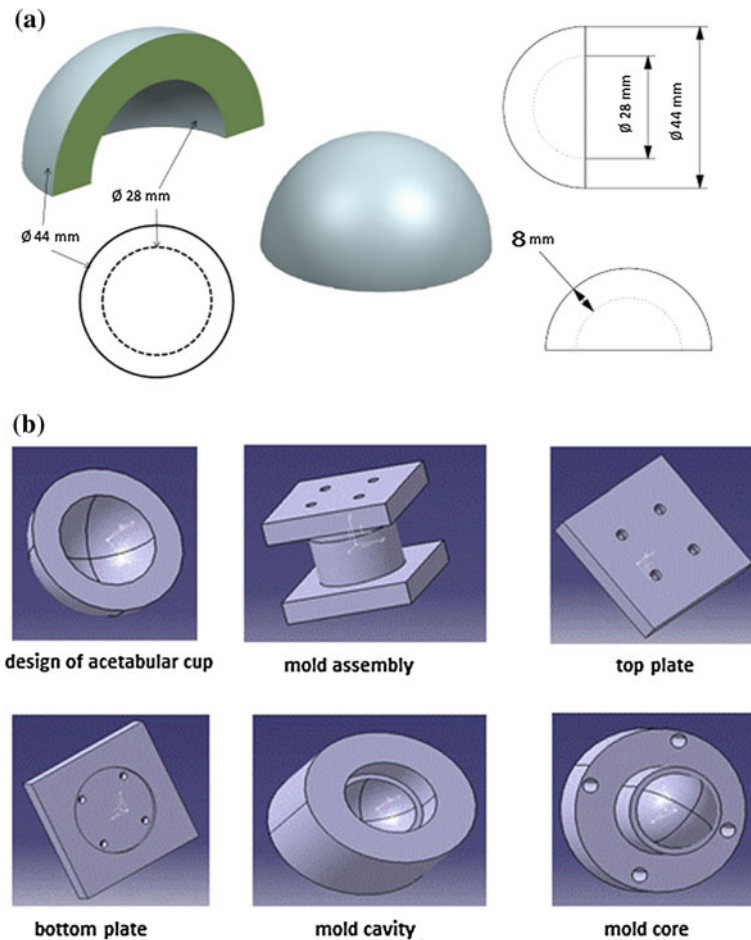 (a)
Ø 28 mm
Ø 44 mm
Ø 28 mm
Ø 44 mm
8 mm
(b)
design of acetabular cup
mold assembly
top plate
bottom plate
mold cavity
mold core